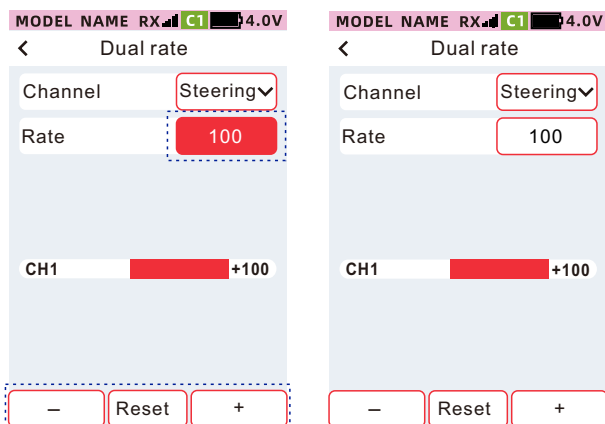 MODEL NAME RX C1 4.0V
< Dual rate
Channel Steering
Rate 100
CH1 +100
– Reset +
MODEL NAME RX C1 4.0V
< Dual rate
Channel Steering
Rate 100
CH1 +100
– Reset +